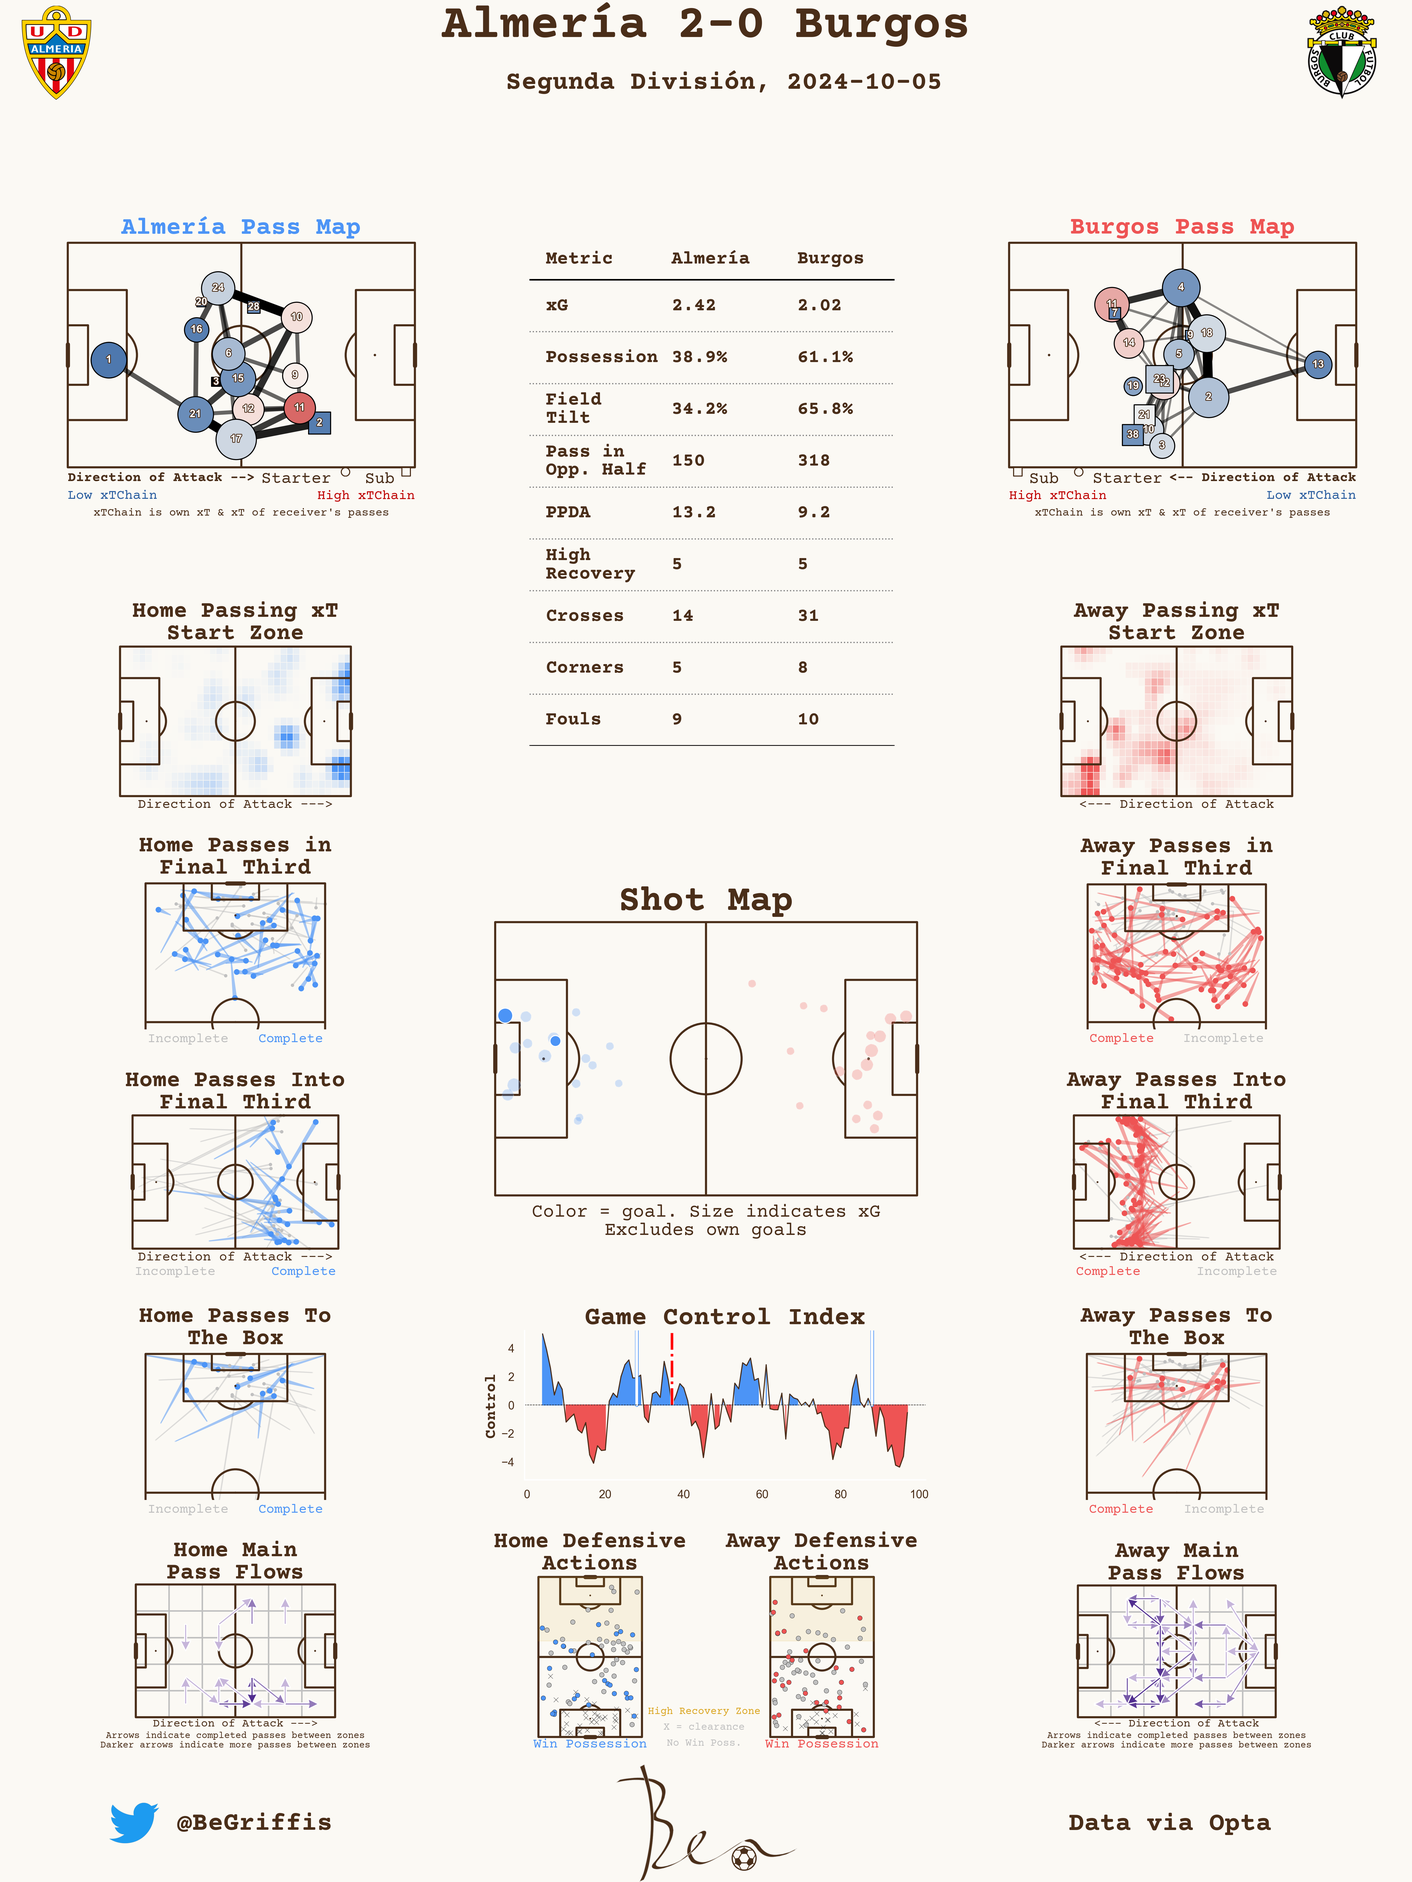 Almería 2-0 Burgos
Segunda División, 2024-10-05
U D
ALMERIA
CLUB
BURGOS
FUTBOL
Almería Pass Map
24
20
28
10
16
1
6
9
3
15
21
12
11
2
17
Direction of Attack --> Starter Sub
Low xTChain High xTChain
xTChain is own xT & xT of receiver's passes
Metric Almería Burgos
xG 2.42 2.02
Possession 38.9% 61.1%
Field
Tilt 34.2% 65.8%
Pass in
Opp. Half 150 318
PPDA 13.2 9.2
High
Recovery 5 5
Crosses 14 31
Corners 5 8
Fouls 9 10
Burgos Pass Map
4
11
7
18
9
14
5
13
23
19
2
21
10
38
3
Sub Starter <-- Direction of Attack
High xTChain Low xTChain
xTChain is own xT & xT of receiver's passes
Home Passing xT
Start Zone
Direction of Attack --->
Away Passing xT
Start Zone
<--- Direction of Attack
Home Passes in
Final Third
Incomplete Complete
Away Passes in
Final Third
Complete Incomplete
Shot Map
Color = goal. Size indicates xG
Excludes own goals
Home Passes Into
Final Third
Direction of Attack --->
Incomplete Complete
Away Passes Into
Final Third
<--- Direction of Attack
Complete Incomplete
Home Passes To
The Box
Incomplete Complete
Game Control Index
Control
4
2
0
−2
−4
0 20 40 60 80 100
Away Passes To
The Box
Complete Incomplete
Home Main
Pass Flows
Direction of Attack --->
Arrows indicate completed passes between zones
Darker arrows indicate more passes between zones
Home Defensive
Actions
Win Possession
High Recovery Zone
X = clearance
No Win Poss.
Away Defensive
Actions
Win Possession
Away Main
Pass Flows
<--- Direction of Attack
Arrows indicate completed passes between zones
Darker arrows indicate more passes between zones
@BeGriffis
Ben
Data via Opta